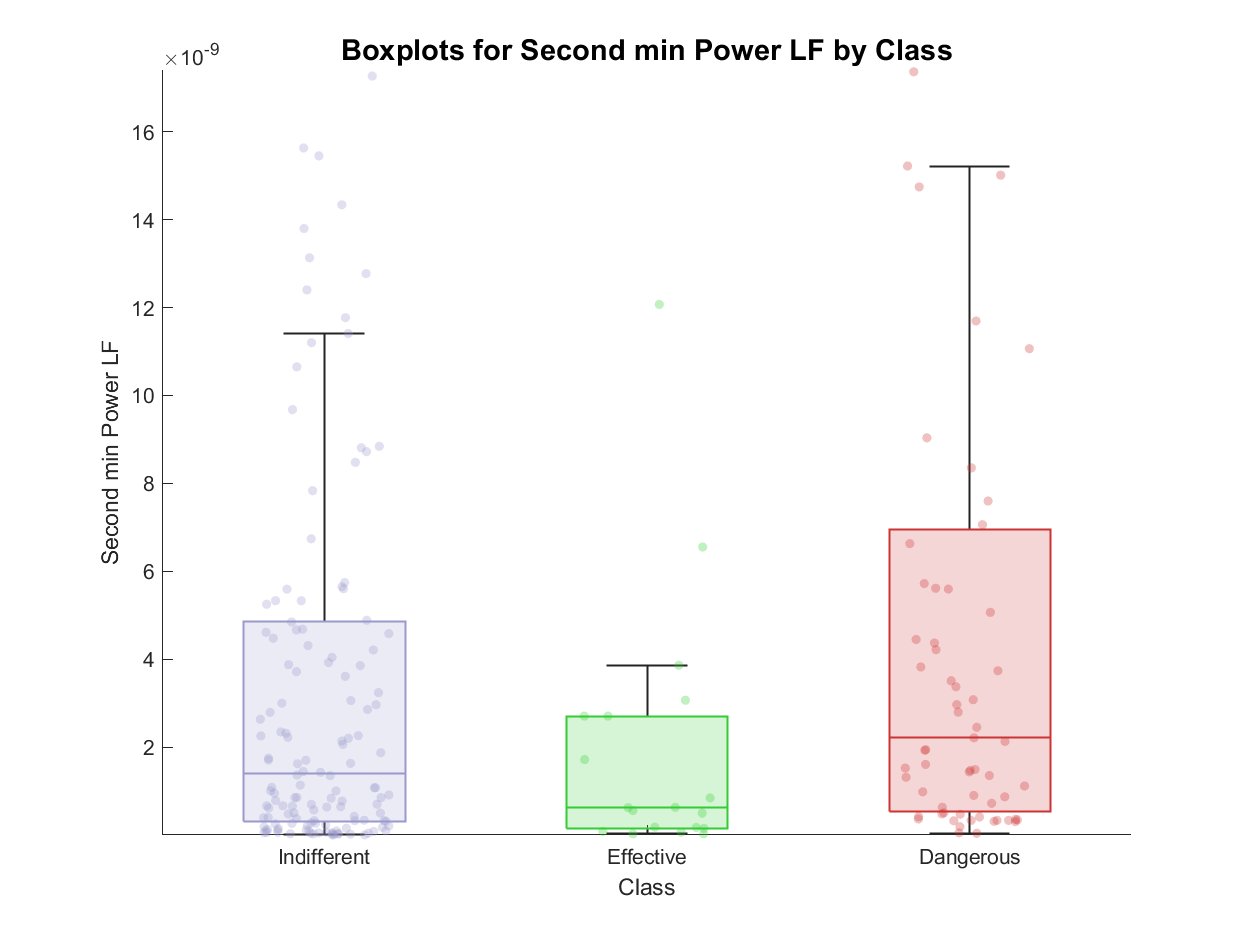 Boxplots for Second min Power LF by Class
×10-9
16
14
12
10
8
6
4
2
Second min Power LF
Indifferent Effective Dangerous
Class